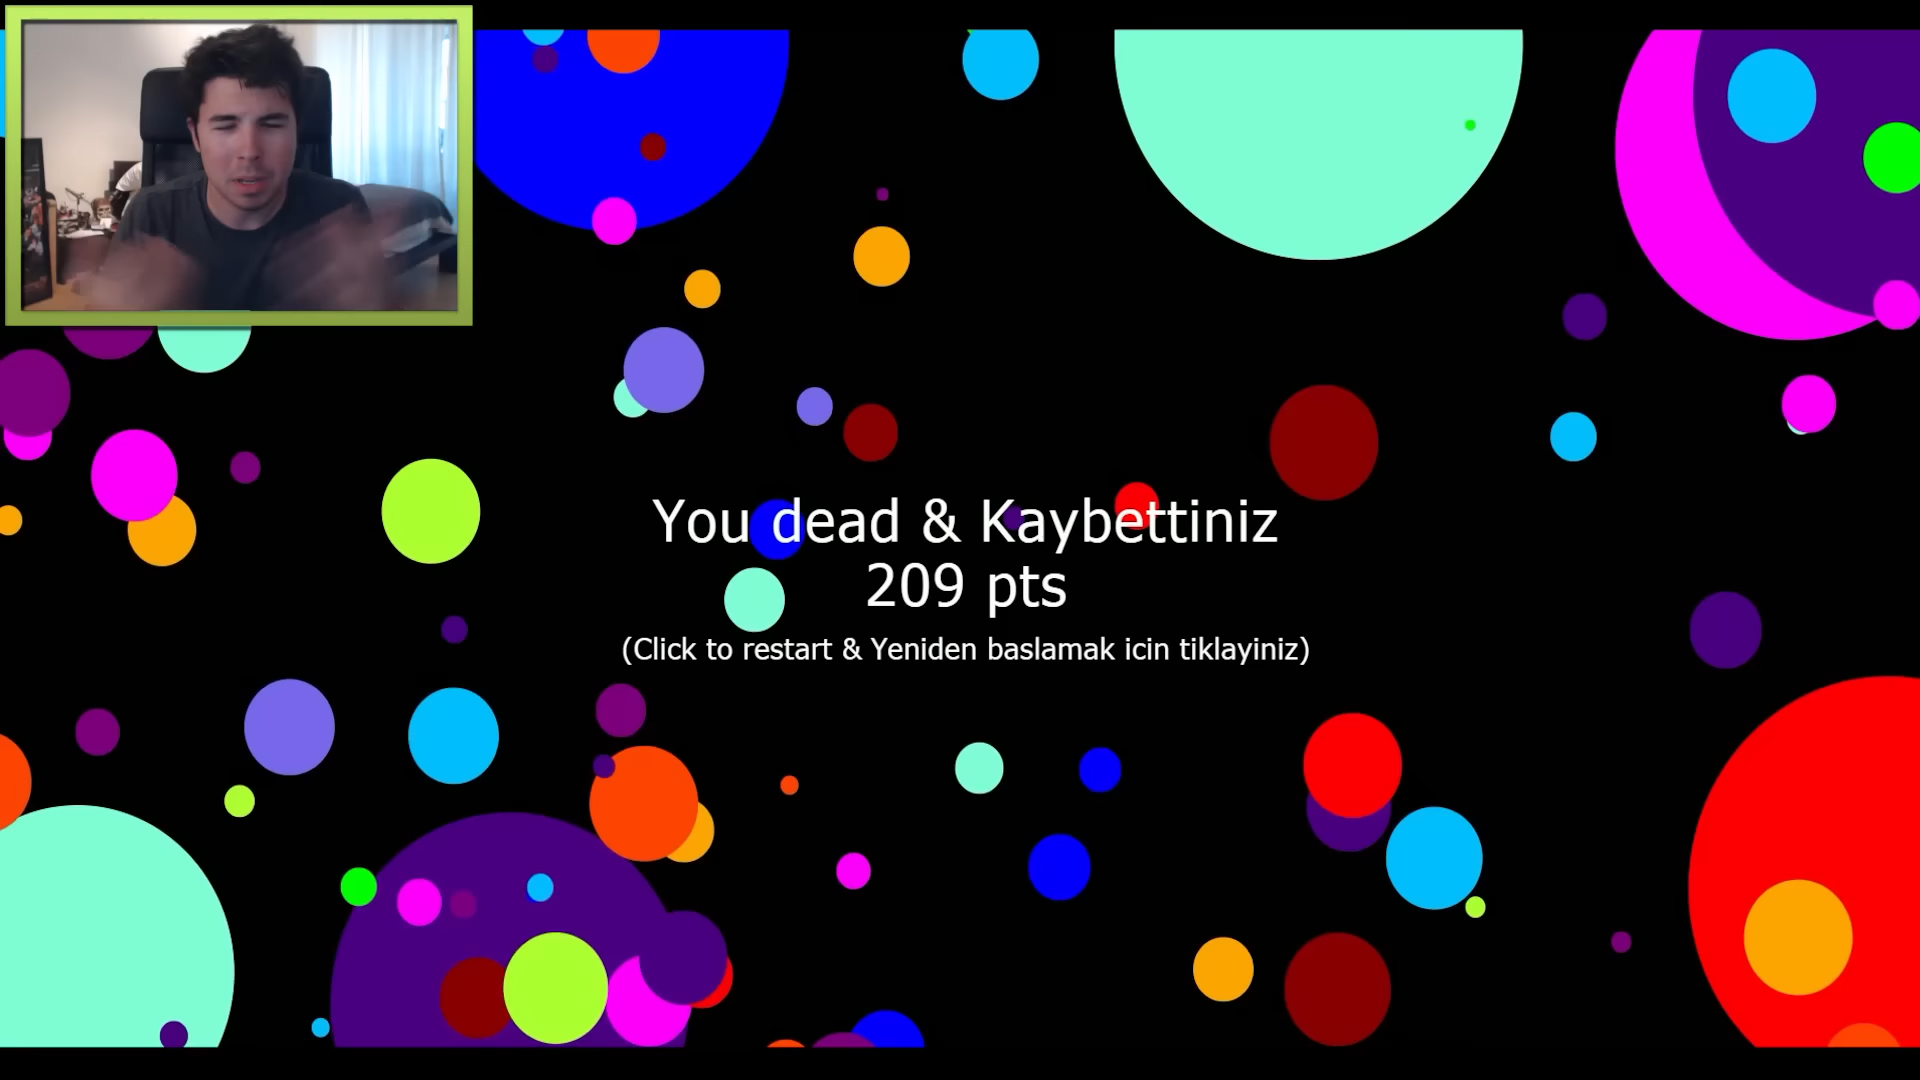 You dead & Kaybettiniz
209 pts
(Click to restart & Yeniden baslamak icin tiklayiniz)